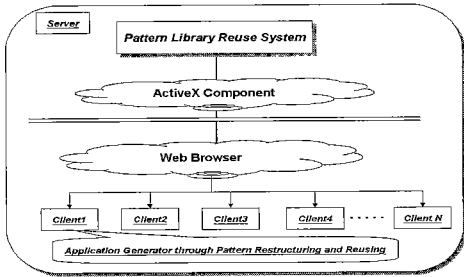 Server
Pattern Library Reuse System
ActiveX Component
Web Browser
Client1 Client2 Client3 Client4 ····· Client N
Application Generator through Pattern Restructuring and Reusing